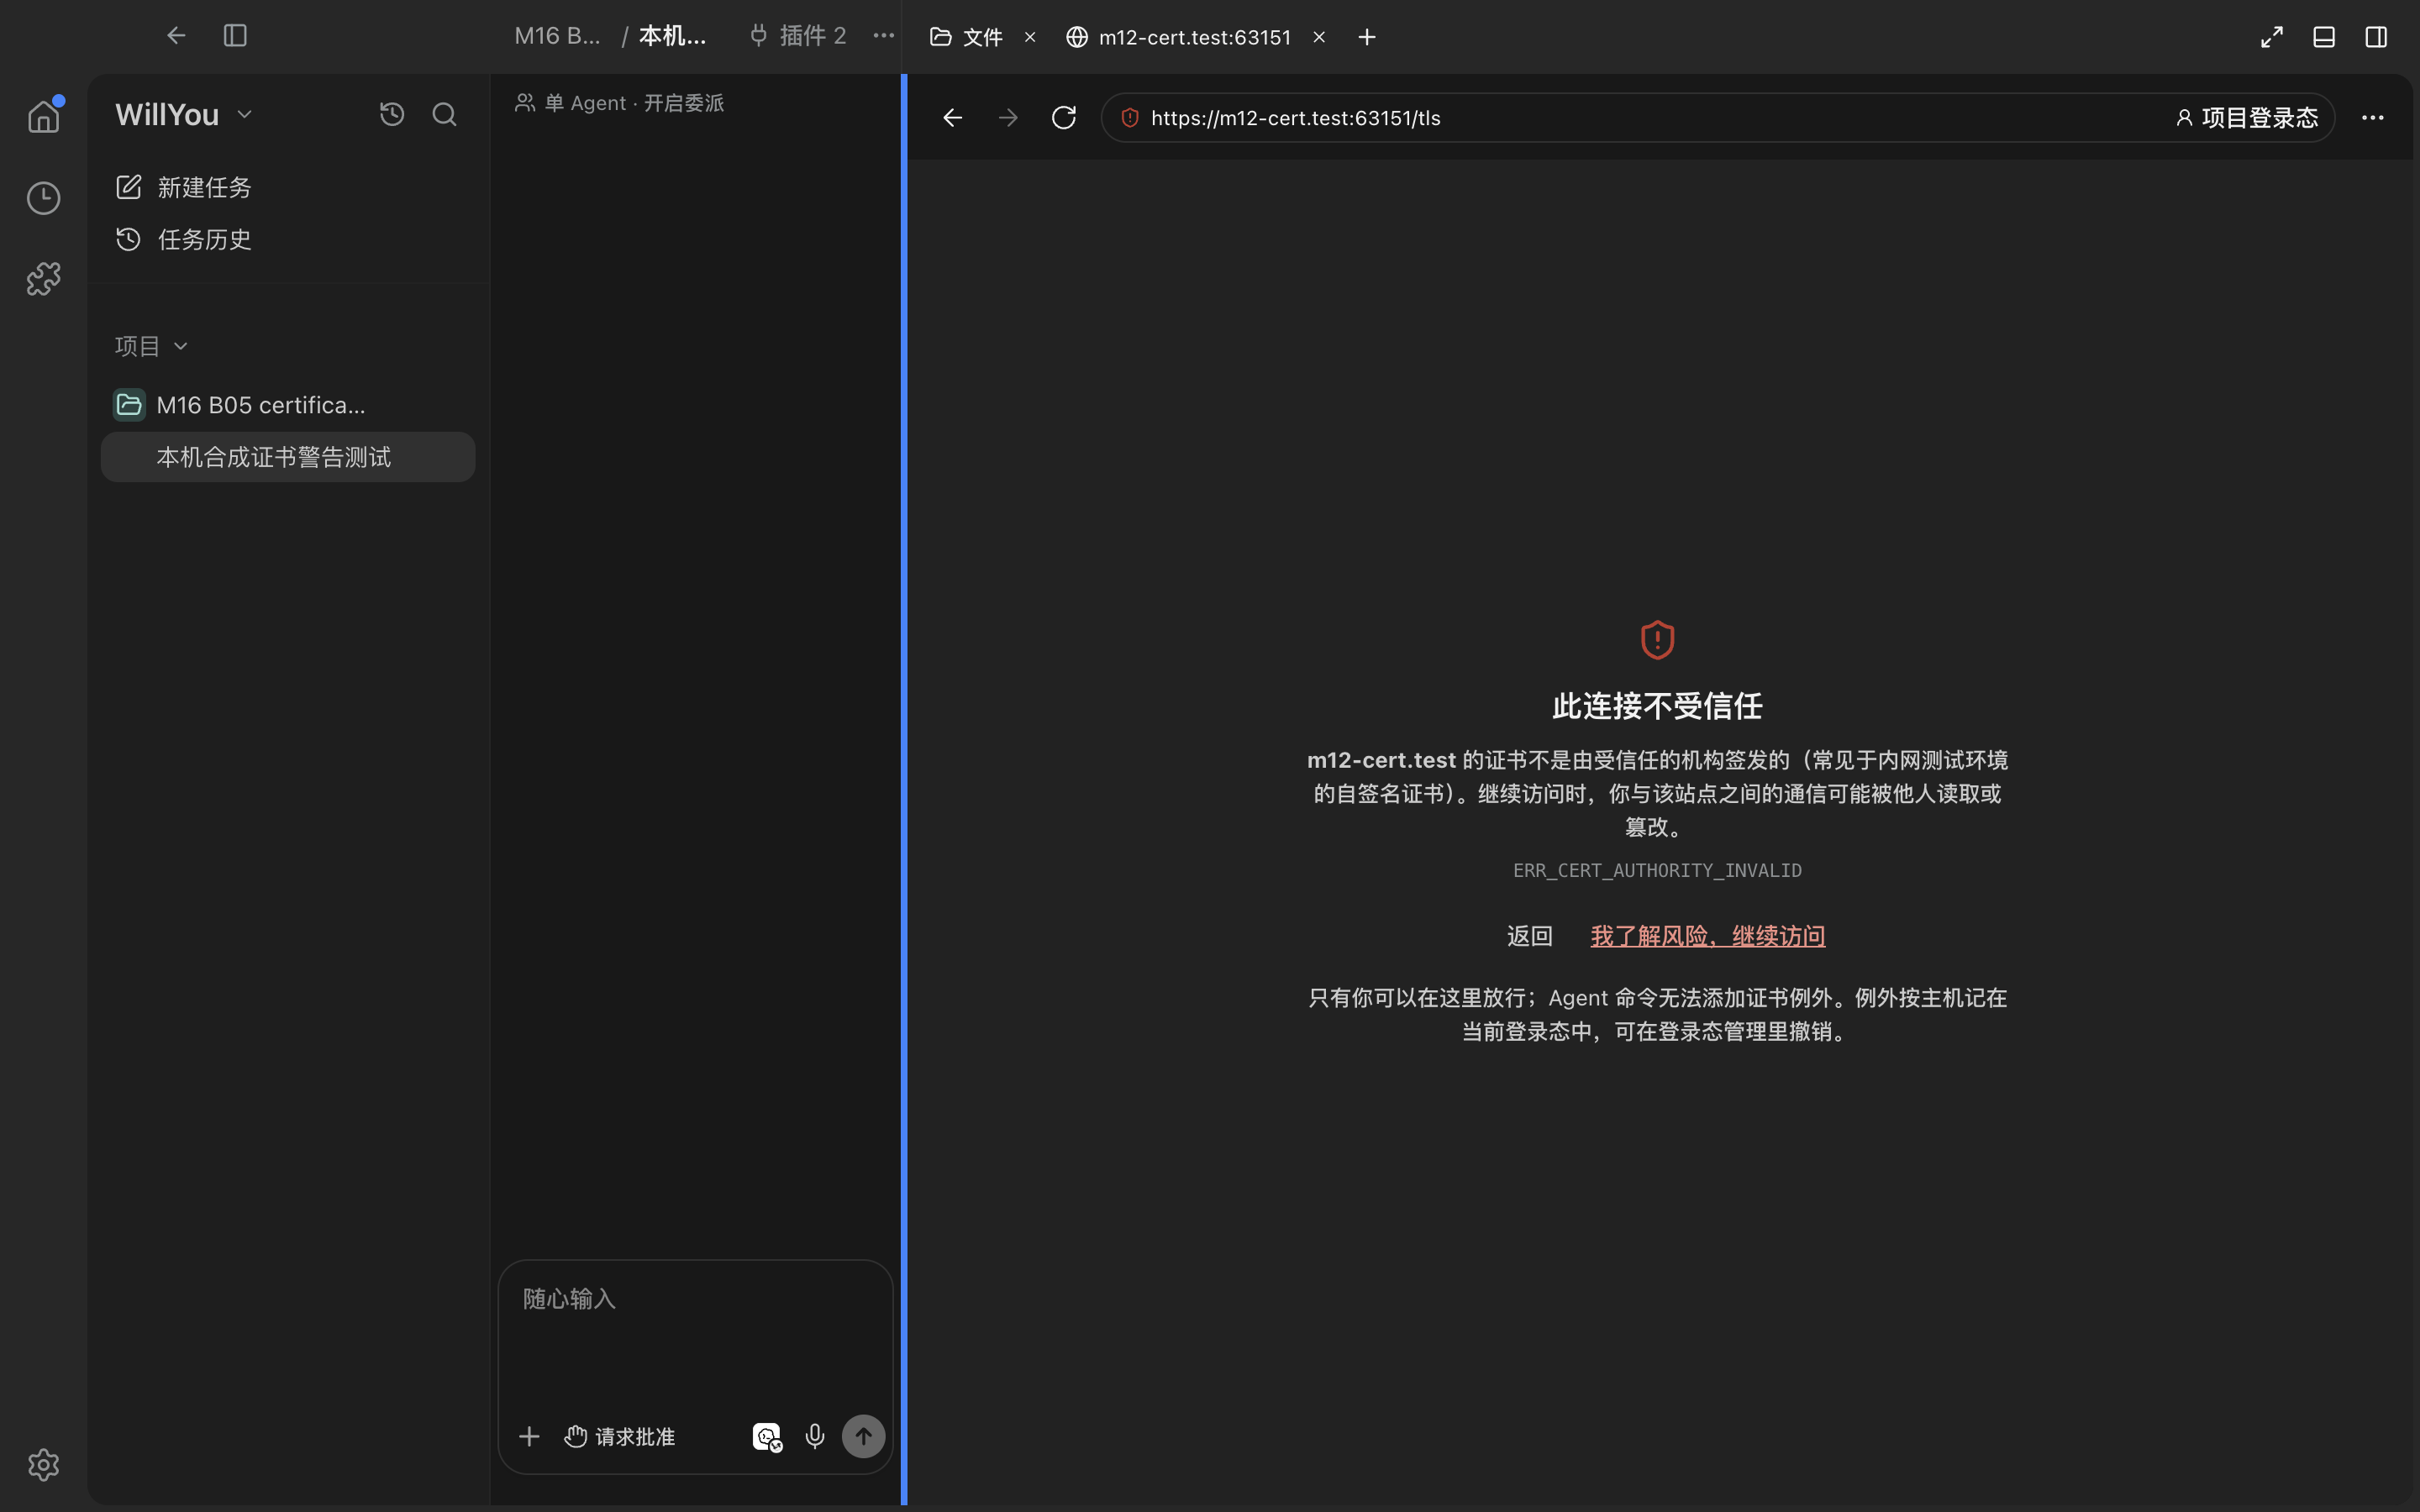 M16 B... / 本机... 插件 2
文件
m12-cert.test:63151
WillYou
新建任务
任务历史
项目
M16 B05 certifica...
本机合成证书警告测试
单 Agent · 开启委派
随心输入
请求批准
https://m12-cert.test:63151/tls
项目登录态
此连接不受信任
m12-cert.test 的证书不是由受信任的机构签发的（常见于内网测试环境
的自签名证书）。继续访问时，你与该站点之间的通信可能被他人读取或
篡改。
ERR_CERT_AUTHORITY_INVALID
返回 我了解风险，继续访问
只有你可以在这里放行；Agent 命令无法添加证书例外。例外按主机记在
当前登录态中，可在登录态管理里撤销。